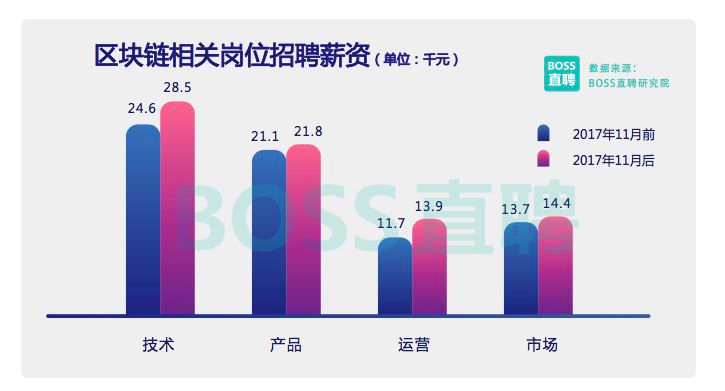 区块链相关岗位招聘薪资（单位：千元）
BOSS
直聘
数据来源：
BOSS直聘研究院
2017年11月前
2017年11月后
24.6
28.5
21.1
21.8
11.7
13.9
13.7
14.4
BOSS直聘
技术
产品
运营
市场